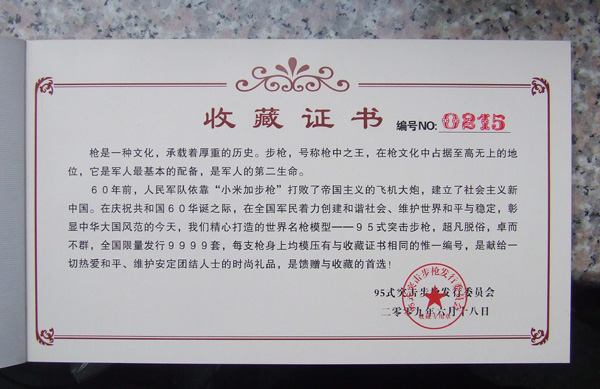 收藏证书
编号NO: 0215
枪是一种文化，承载着厚重的历史。步枪，号称枪中之王，在枪文化中占据至高无上的地
位，它是军人最基本的配备，是军人的第二生命。
60年前，人民军队依靠“小米加步枪”打败了帝国主义的飞机大炮，建立了社会主义新
中国。在庆祝共和国60华诞之际，在全国军民着力创建和谐社会、维护世界和平与稳定，彰
显中华大国风范的今天，我们精心打造的世界名枪模型——95式突击步枪，超凡脱俗，卓而
不群，全国限量发行9999套，每支枪身上均模压有与收藏证书相同的惟一编号，是献给一
切热爱和平、维护安定团结人士的时尚礼品，是馈赠与收藏的首选！
95式突击步枪发行委员会
二零零九年六月十八日